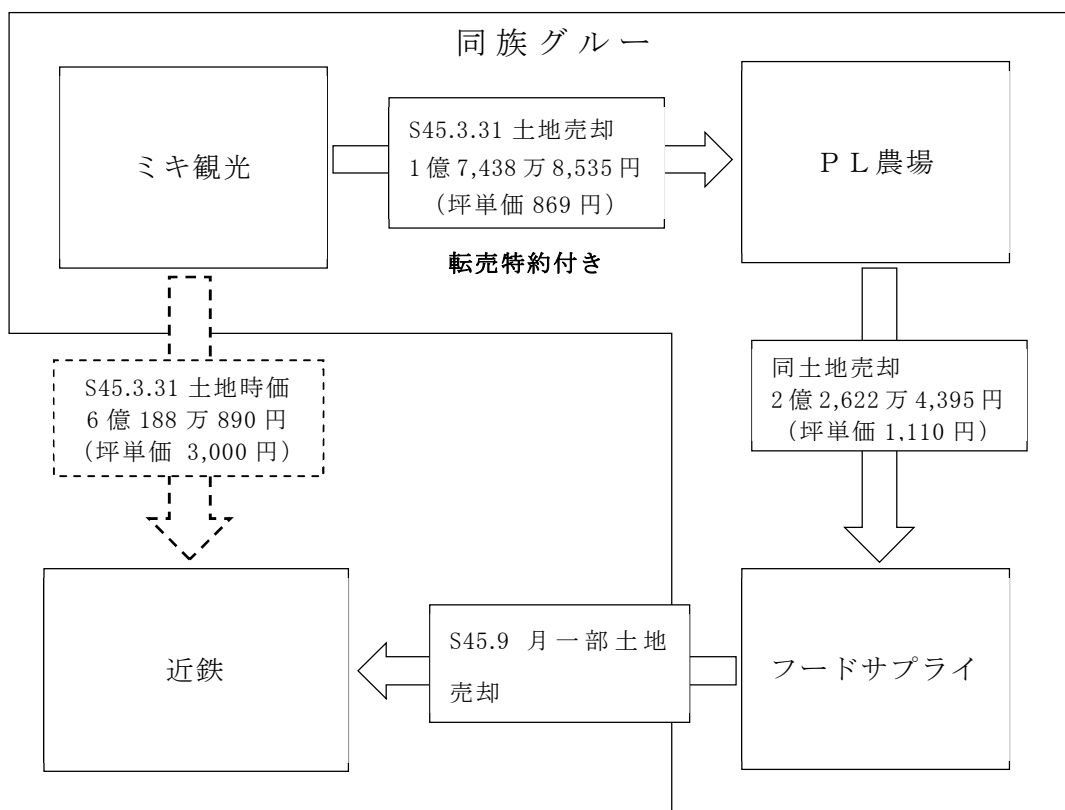 同族グルー
ミキ観光
S45.3.31 土地売却
1億7,438万8,535円
（坪単価 869円）
ＰＬ農場
転売特約付き
S45.3.31 土地時価
6億188万890円
（坪単価 3,000円）
同土地売却
2億2,622万4,395円
（坪単価 1,110円）
近鉄
S45.9 月一部土地
売却
フードサプライ